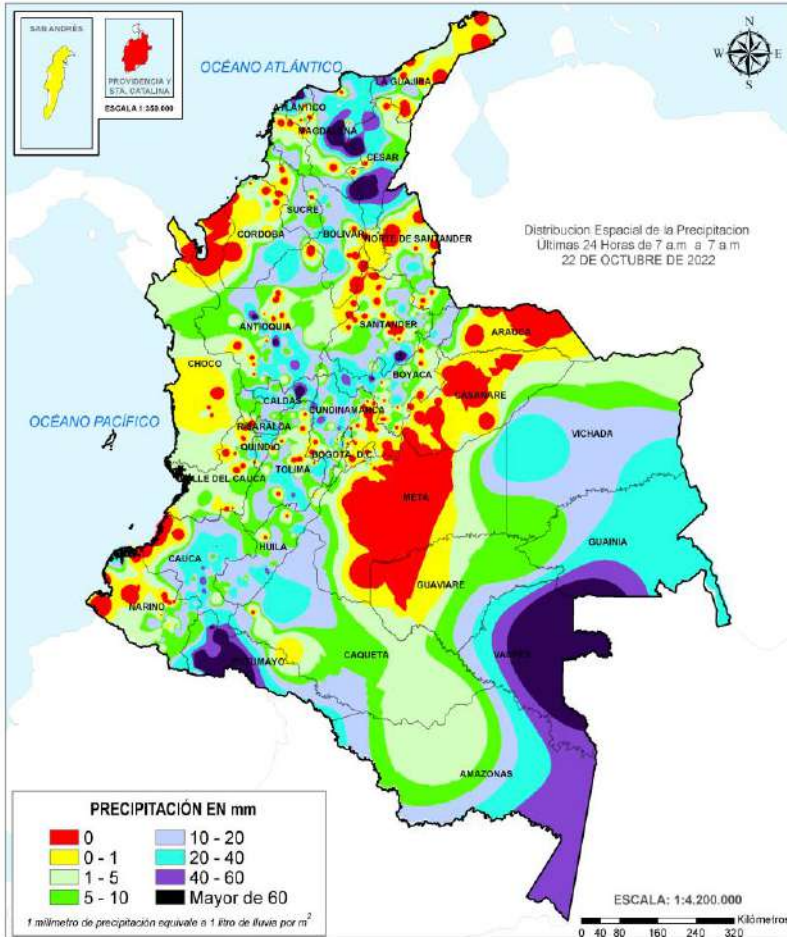 SAN ANDRÉS
PROVIDENCIA Y
STA. CATALINA
ESCALA 1:350.000
OCÉANO ATLÁNTICO
N
W E
S
LA GUAJIRA
ATLÁNTICO
MAGDALENA
CESAR
SUCRE
CORDOBA
BOLIVAR
NORTE DE SANTANDER
Distribucion Espacial de la Precipitacion
Últimas 24 Horas de 7 a.m a 7 a m
22 DE OCTUBRE DE 2022
ANTIOQUIA
SANTANDER
ARAUCA
CHOCO
BOYACA
CASANARE
CALDAS
CUNDINAMARCA
OCÉANO PACÍFICO
RISARALDA
VICHADA
QUINDIO
BOGOTA, D.C.
TOLIMA
VALLE DEL CAUCA
META
GUAINIA
HUILA
CAUCA
GUAVIARE
NARIÑO
PUTUMAYO
CAQUETA
VAUPES
AMAZONAS
PRECIPITACIÓN EN mm
0
0 - 1
1 - 5
5 - 10
10 - 20
20 - 40
40 - 60
Mayor de 60
1 milímetro de precipitación equivale a 1 litro de lluvia por m²
ESCALA: 1:4.200.000
Kilómetros
0 40 80 160 240 320